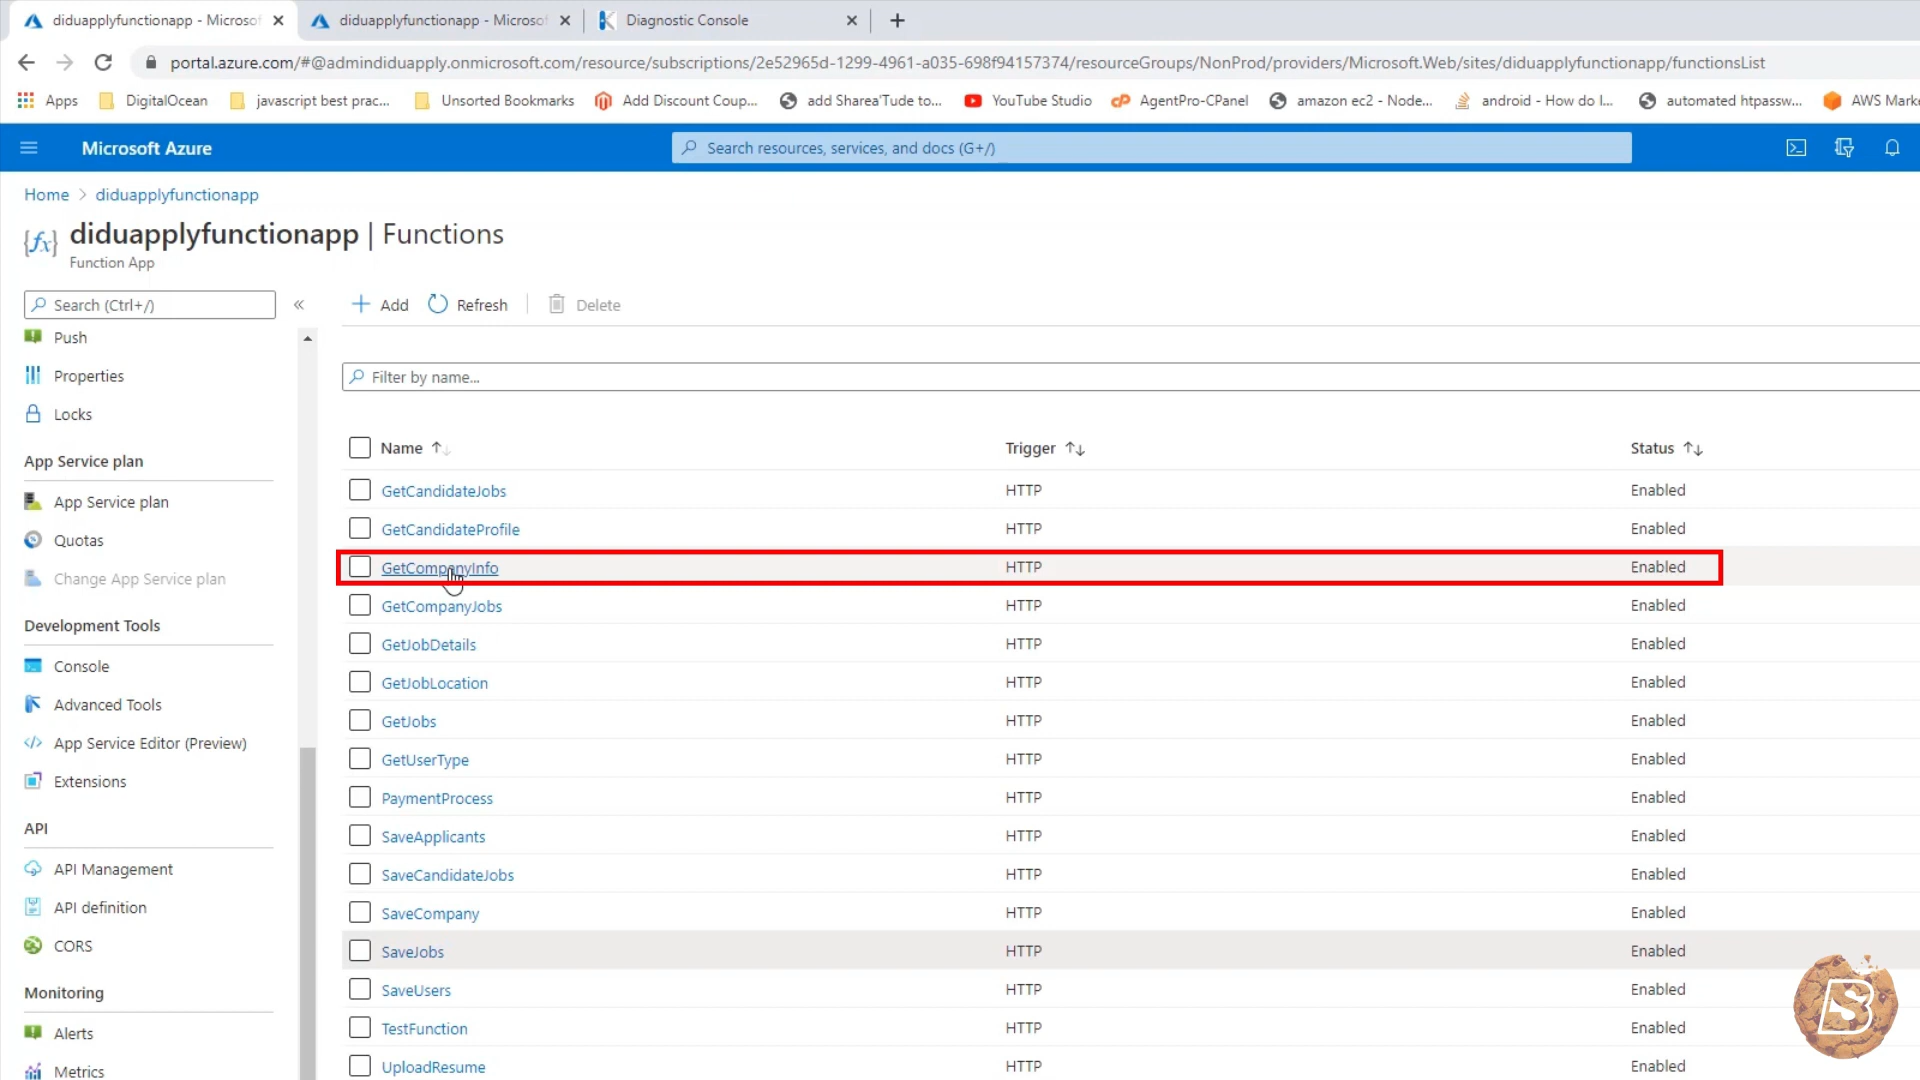 diduapplyfunctionapp - Microsof
diduapplyfunctionapp - Microsof
Diagnostic Console
portal.azure.com/#@admindiduapply.onmicrosoft.com/resource/subscriptions/2e52965d-1299-4961-a035-698f94157374/resourceGroups/NonProd/providers/Microsoft.Web/sites/diduapplyfunctionapp/functionsList
Apps DigitalOcean javascript best prac... Unsorted Bookmarks Add Discount Coup... add Sharea'Tude to... YouTube Studio AgentPro-CPanel amazon ec2 - Node... android - How do I... automated htpassw... AWS Marke
Microsoft Azure
Search resources, services, and docs (G+/)
Home > diduapplyfunctionapp
{fx} diduapplyfunctionapp | Functions
Function App
Search (Ctrl+/)
«
Push
Properties
Locks
App Service plan
App Service plan
Quotas
Change App Service plan
Development Tools
Console
Advanced Tools
App Service Editor (Preview)
Extensions
API
API Management
API definition
CORS
Monitoring
Alerts
Metrics
Add Refresh Delete
Filter by name...
Name Trigger Status
GetCandidateJobs HTTP Enabled
GetCandidateProfile HTTP Enabled
GetCompanyInfo HTTP Enabled
GetCompanyJobs HTTP Enabled
GetJobDetails HTTP Enabled
GetJobLocation HTTP Enabled
GetJobs HTTP Enabled
GetUserType HTTP Enabled
PaymentProcess HTTP Enabled
SaveApplicants HTTP Enabled
SaveCandidateJobs HTTP Enabled
SaveCompany HTTP Enabled
SaveJobs HTTP Enabled
SaveUsers HTTP Enabled
TestFunction HTTP Enabled
UploadResume HTTP Enabled
BS